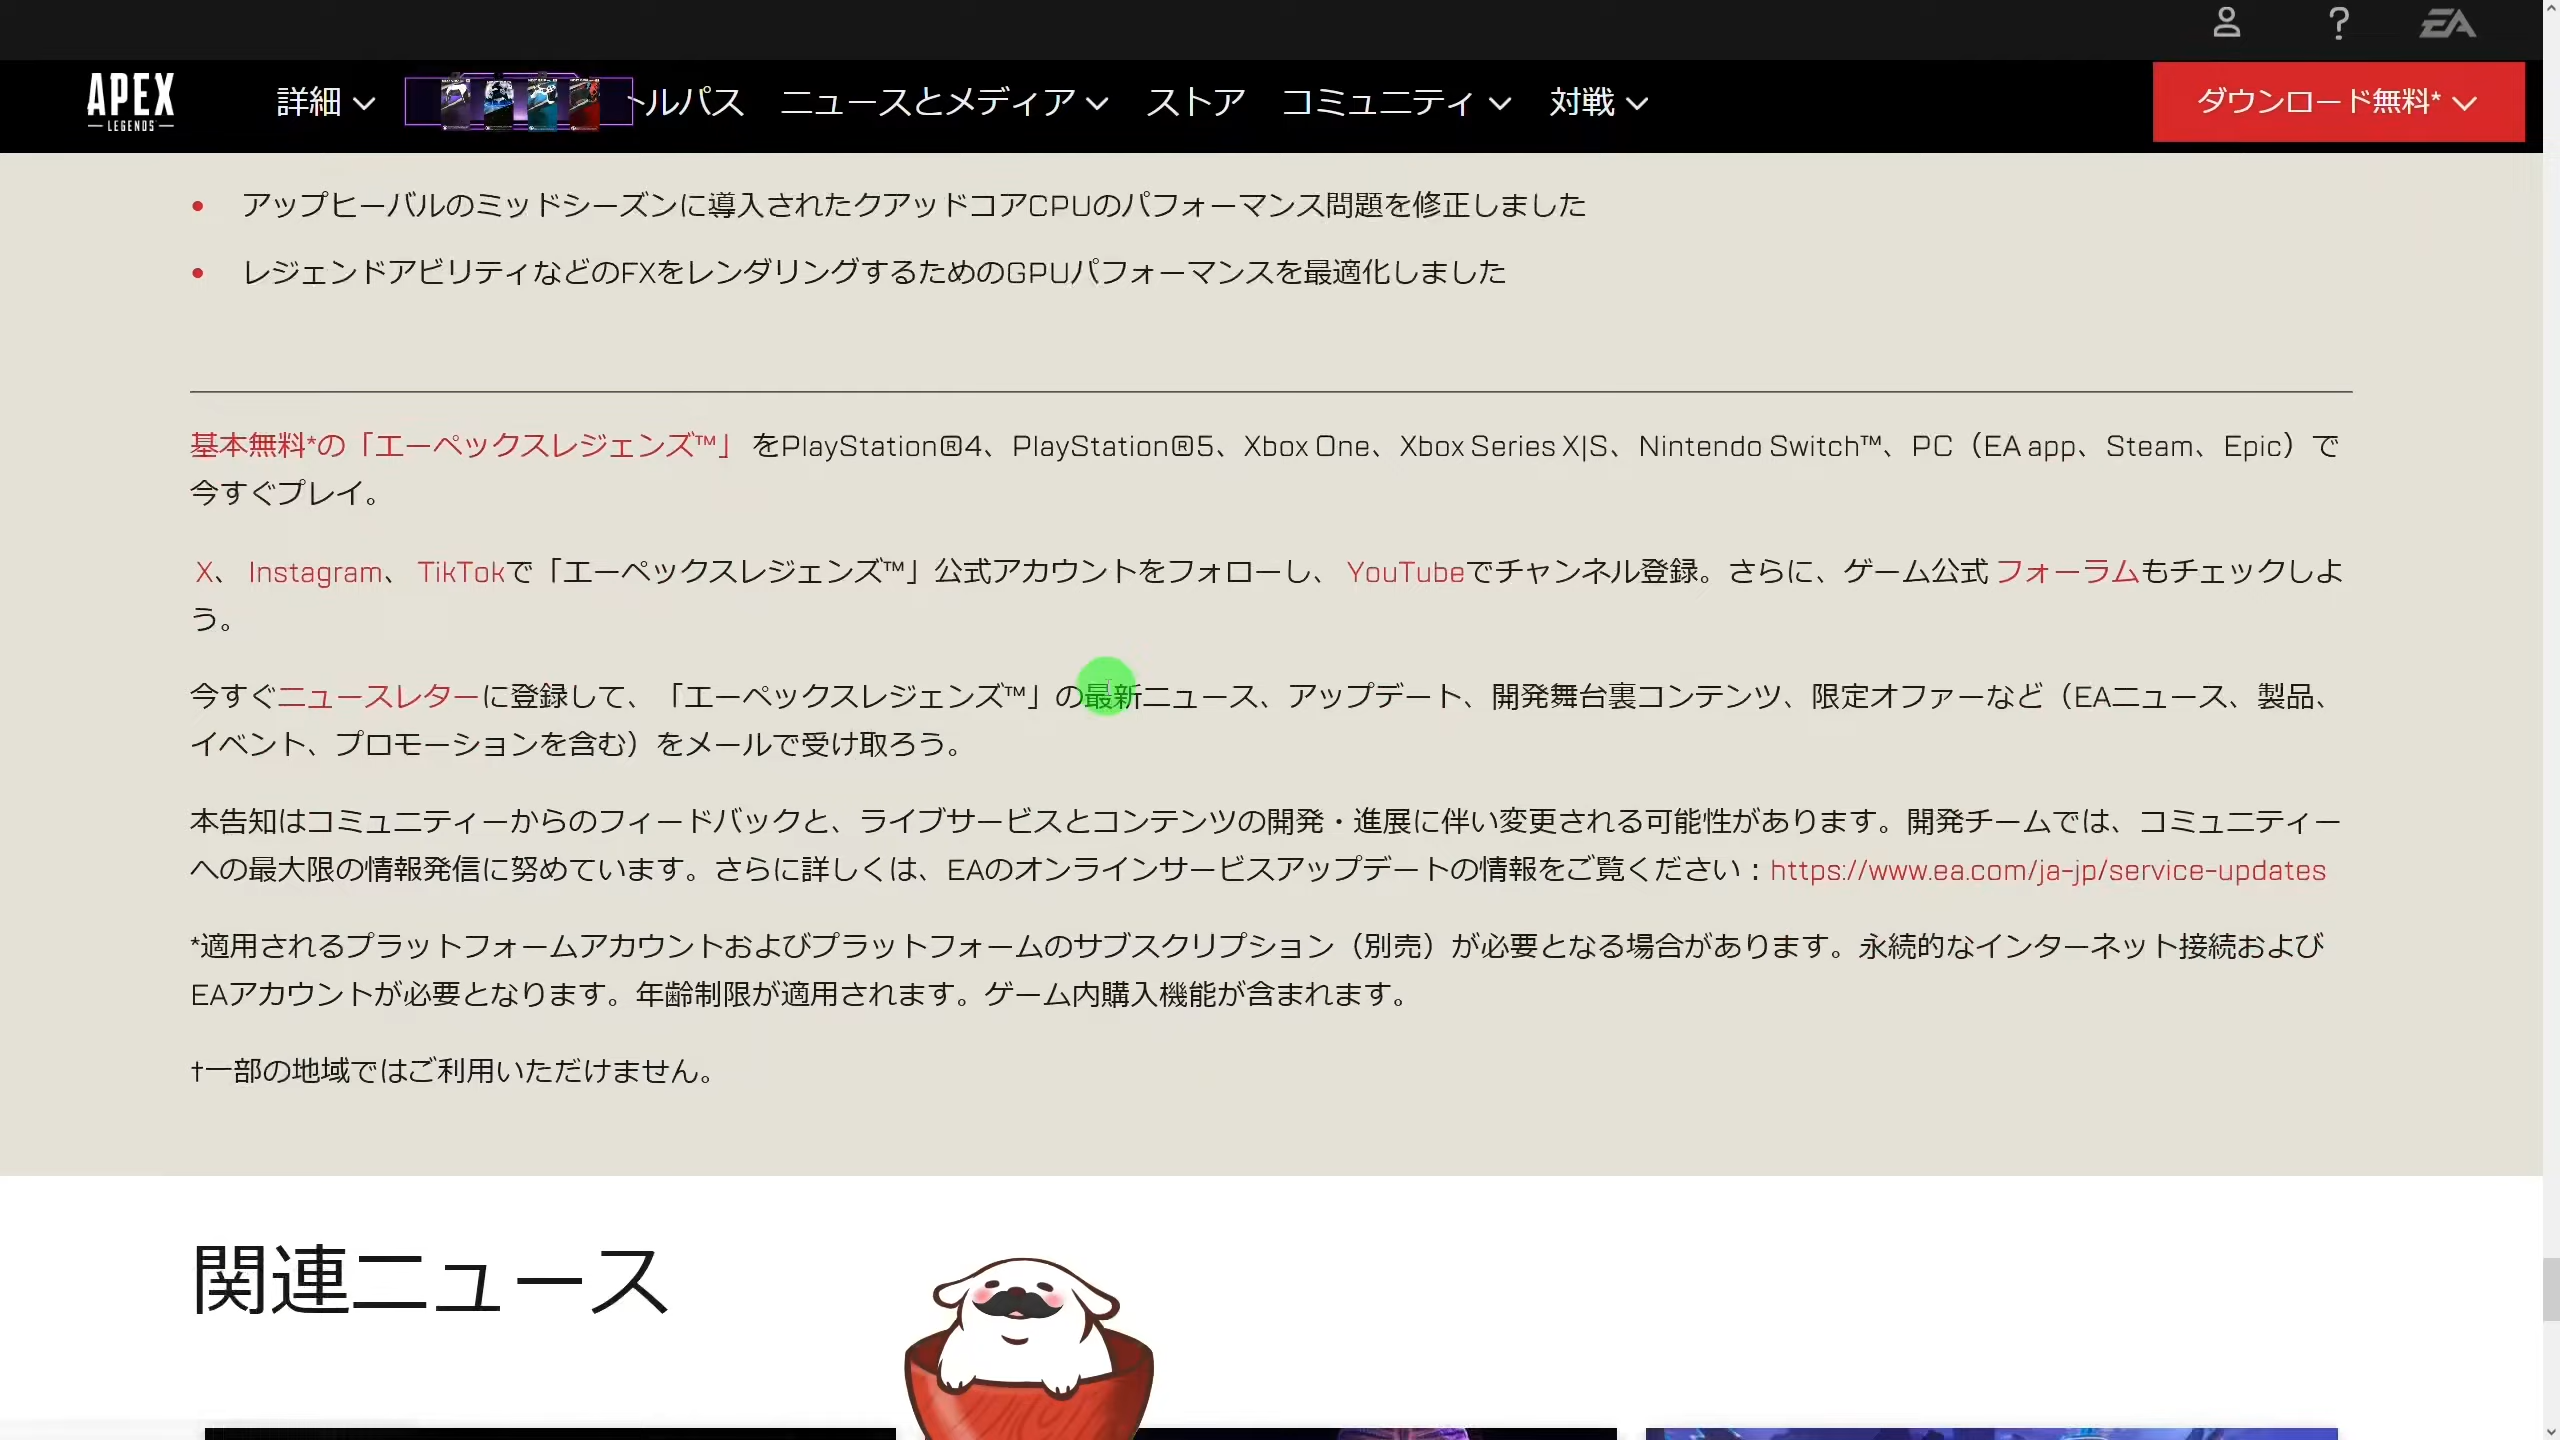 APEX
LEGENDS
詳細
トルパス
ニュースとメディア
ストア
コミュニティ
対戦
ダウンロード無料*
アップヒーバルのミッドシーズンに導入されたクアッドコアCPUのパフォーマンス問題を修正しました
レジェンドアビリティなどのFXをレンダリングするためのGPUパフォーマンスを最適化しました
基本無料*の「エーペックスレジェンズ™」 をPlayStation®4、PlayStation®5、Xbox One、Xbox Series X|S、Nintendo Switch™、PC（EA app、Steam、Epic）で
今すぐプレイ。
X、 Instagram、 TikTokで「エーペックスレジェンズ™」公式アカウントをフォローし、 YouTubeでチャンネル登録。さらに、ゲーム公式 フォーラムもチェックしよ
う。
今すぐニュースレターに登録して、「エーペックスレジェンズ™」の最新ニュース、アップデート、開発舞台裏コンテンツ、限定オファーなど（EAニュース、製品、
イベント、プロモーションを含む）をメールで受け取ろう。
本告知はコミュニティーからのフィードバックと、ライブサービスとコンテンツの開発・進展に伴い変更される可能性があります。開発チームでは、コミュニティー
への最大限の情報発信に努めています。さらに詳しくは、EAのオンラインサービスアップデートの情報をご覧ください：https://www.ea.com/ja-jp/service-updates
*適用されるプラットフォームアカウントおよびプラットフォームのサブスクリプション（別売）が必要となる場合があります。永続的なインターネット接続および
EAアカウントが必要となります。年齢制限が適用されます。ゲーム内購入機能が含まれます。
†一部の地域ではご利用いただけません。
関連ニュース